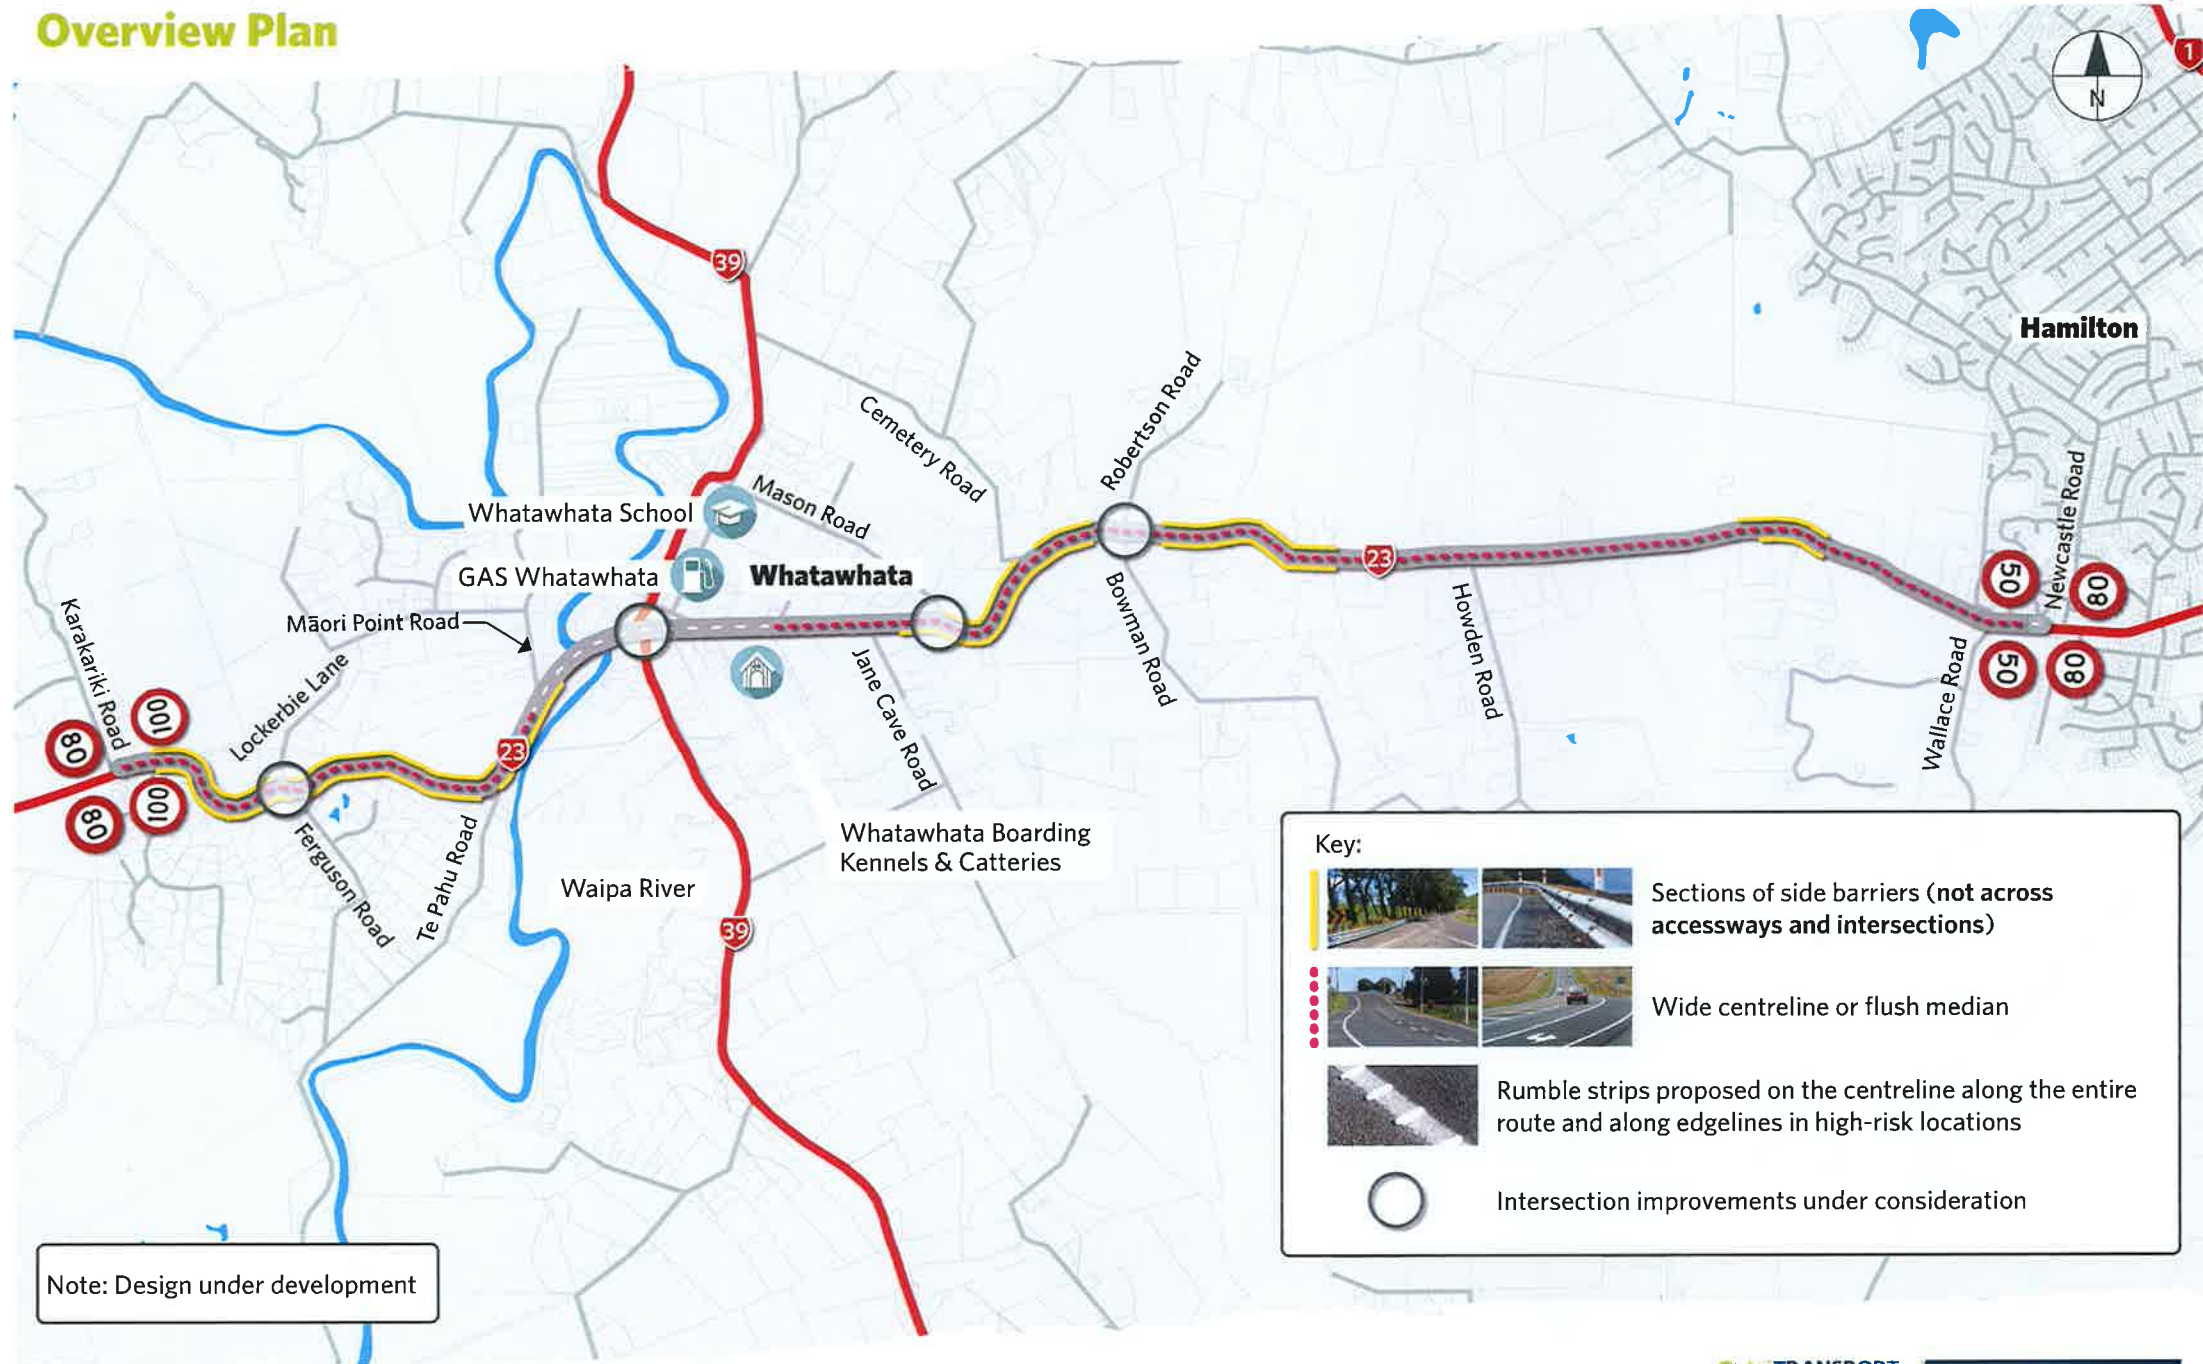 Overview Plan
1
N
39
Hamilton
Robertson Road
Cemetery Road
Newcastle Road
Whatawhata School
Mason Road
GAS Whatawhata
Whatawhata
23
50
80
Karakariki Road
Māori Point Road
Bowman Road
Howden Road
Lockerbie Lane
Jane Cave Road
Wallace Road
50
80
80
100
23
80
100
Ferguson Road
Te Pahu Road
Waipa River
Whatawhata Boarding
Kennels & Catteries
39
Key:
Sections of side barriers (not across
accessways and intersections)
Wide centreline or flush median
Rumble strips proposed on the centreline along the entire
route and along edgelines in high-risk locations
Intersection improvements under consideration
Note: Design under development
TRANSPORT